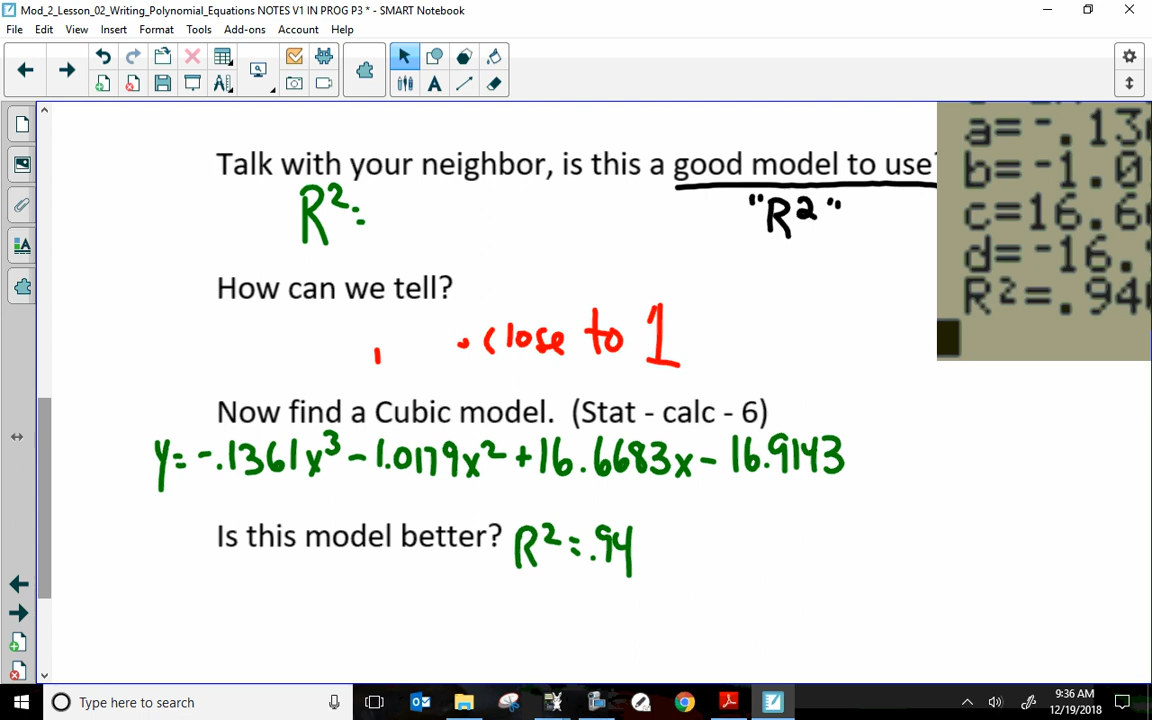 Mod_2_Lesson_02_Writing_Polynomial_Equations NOTES V1 IN PROG P3 * - SMART Notebook
File Edit View Insert Format Tools Add-ons Account Help
Talk with your neighbor, is this a good model to use?
R²=
"R²"
How can we tell?
• close to 1
Now find a Cubic model. (Stat - calc - 6)
y= -.1361x³ - 1.0179x² + 16.6683x - 16.9143
Is this model better? R²=.94
a=-.13
b=-1.0
c=16.6
d=-16.
R²=.94
Type here to search
9:36 AM
12/19/2018